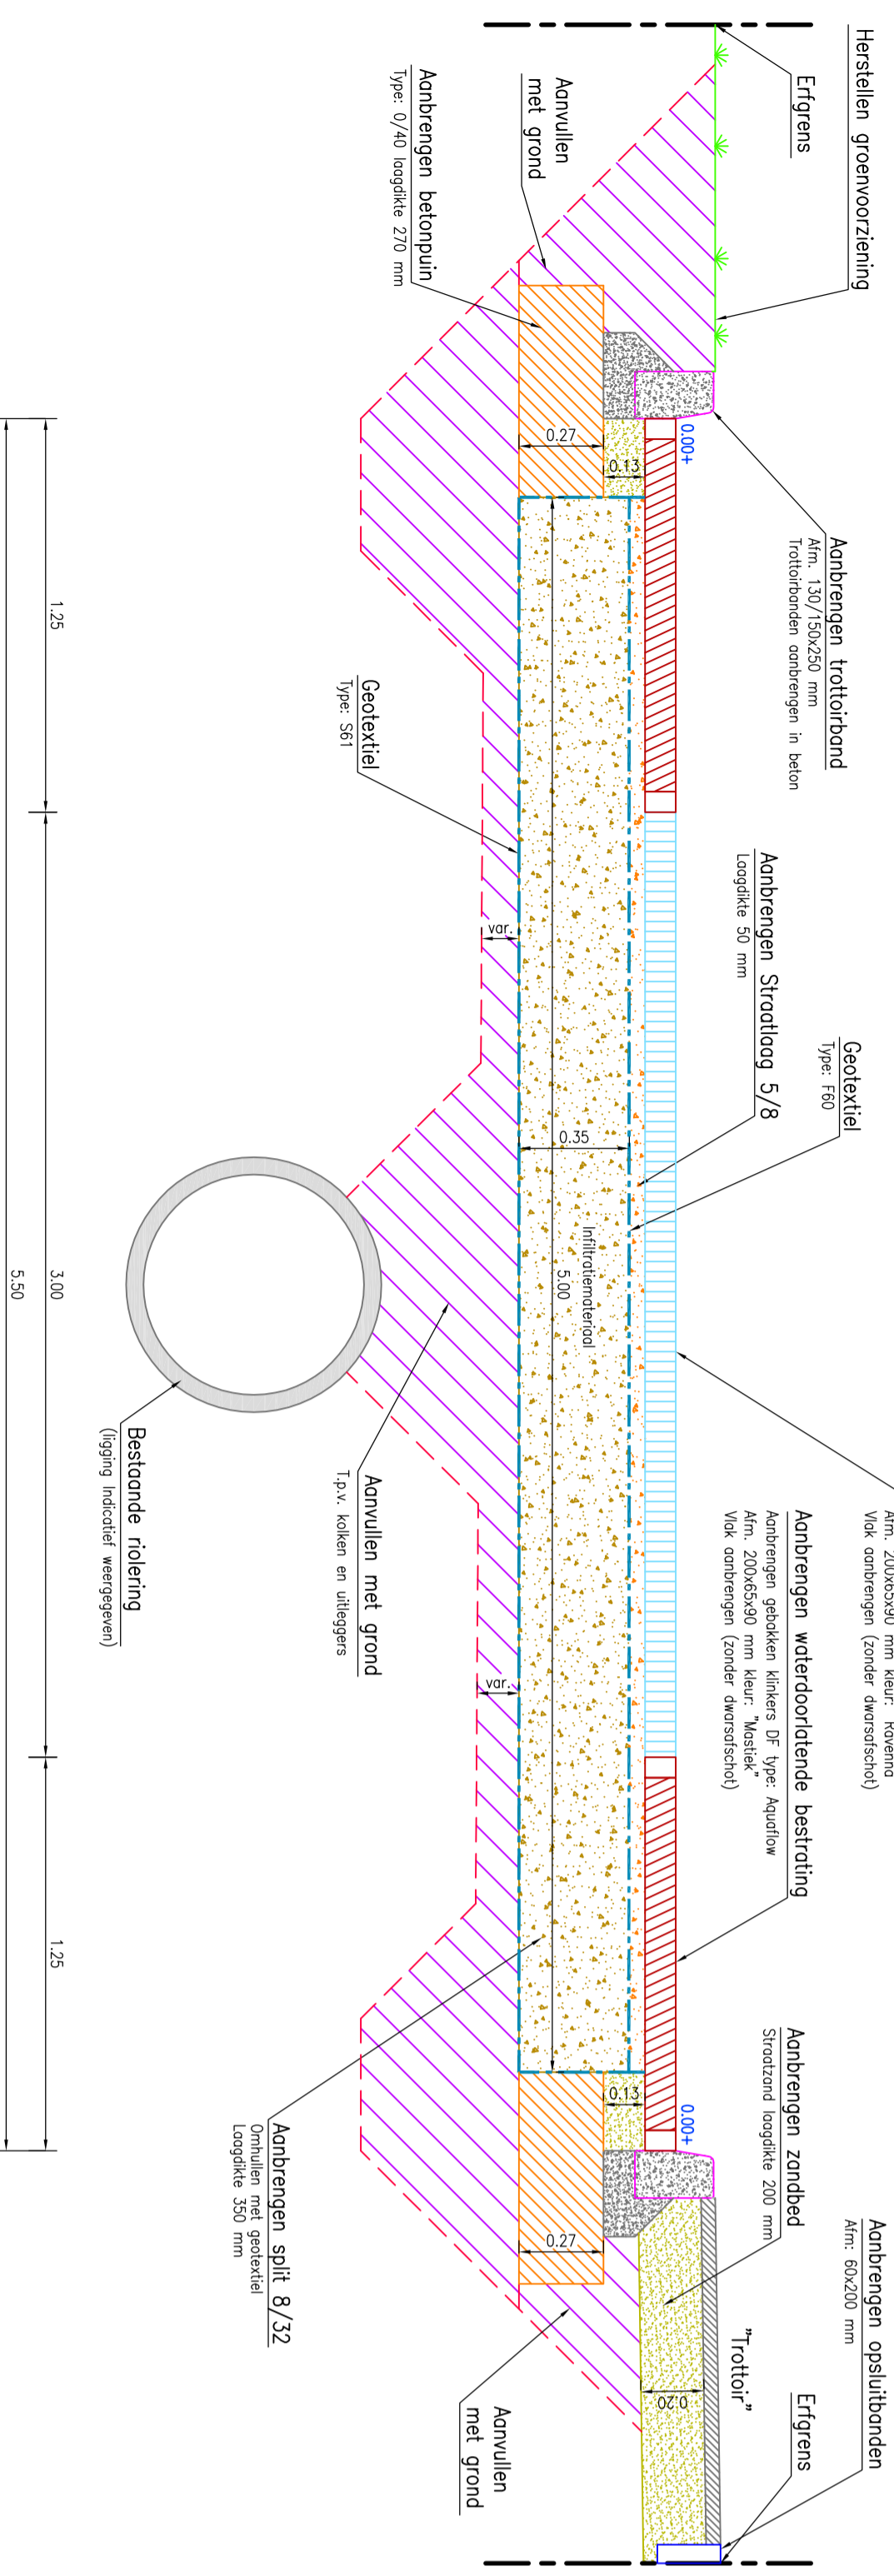 Herstellen groenvoorziening
Erfgrens
Aanvullen
met grond
Aanbrengen betonpuin
Type: 0/40 laagdikte 270 mm
0.00+
0.27
0.13
Aanbrengen trottoirband
Afm. 130/150x250 mm
Trottoirbanden aanbrengen in beton
Geotextiel
Type: S61
Aanbrengen Straatlaag 5/8
Laagdikte 50 mm
Geotextiel
Type: F60
var.
0.35
Infiltratiemateriaal
5.00
Afm. 200x65x90 mm kleur: Ravenna
Vlak aanbrengen (zonder dwarsafschot)
Aanbrengen waterdoorlatende bestrating
Aanbrengen gebakken klinkers DF type: Aquaflow
Afm. 200x65x90 mm kleur: "Mastiek"
Vlak aanbrengen (zonder dwarsafschot)
Aanvullen met grond
T.p.v. kolken en uitleggers
Bestaande riolering
(ligging Indicatief weergegeven)
var.
Aanbrengen zandbed
Straatzand laagdikte 200 mm
Aanbrengen opsluitbanden
Afm: 60x200 mm
Erfgrens
"Trottoir"
0.00+
0.13
0.27
0.20
Aanbrengen split 8/32
Omhullen met geotextiel
Laagdikte 350 mm
Aanvullen
met grond
1.25
3.00
1.25
5.50